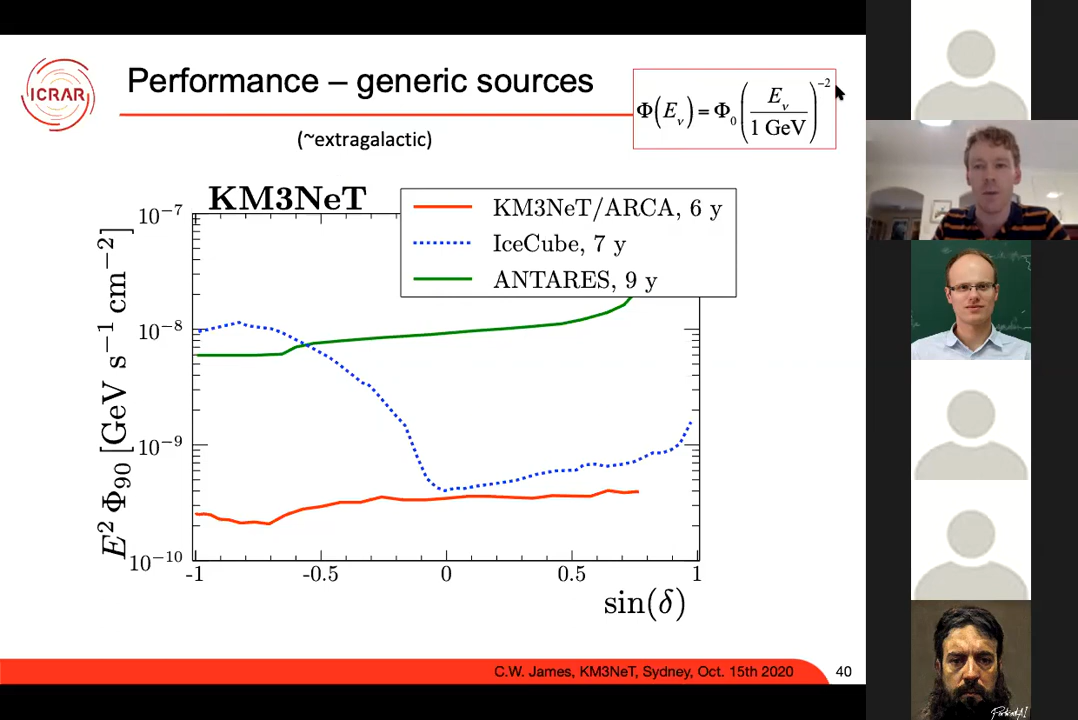 ICRAR
Performance – generic sources
(~extragalactic)
Φ(Eν) = Φ0 (Eν / 1 GeV)^−2
KM3NeT
KM3NeT/ARCA, 6 y
IceCube, 7 y
ANTARES, 9 y
E² Φ90 [GeV s⁻¹ cm⁻²]
10⁻⁷
10⁻⁸
10⁻⁹
10⁻¹⁰
-1 -0.5 0 0.5 1
sin(δ)
C.W. James, KM3NeT, Sydney, Oct. 15th 2020 40